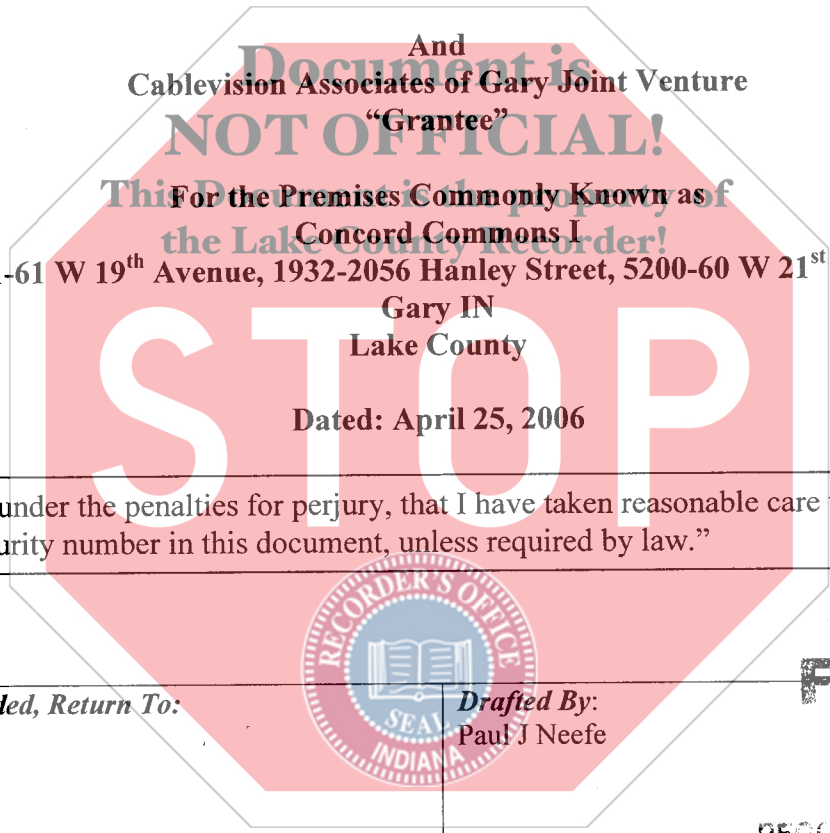 And
Document is
Cablevision Associates of Gary Joint Venture
“Grantee”
NOT OFFICIAL!
This Document is the property of
For the Premises Commonly Known as
the Lake County Recorder!
Concord Commons I
-61 W 19th Avenue, 1932-2056 Hanley Street, 5200-60 W 21st
Gary IN
Lake County
STOP
Dated: April 25, 2006
under the penalties for perjury, that I have taken reasonable care
urity number in this document, unless required by law.”
RECORDER'S OFFICE
SEAL
INDIANA
ded, Return To:
Drafted By:
Paul J Neefe